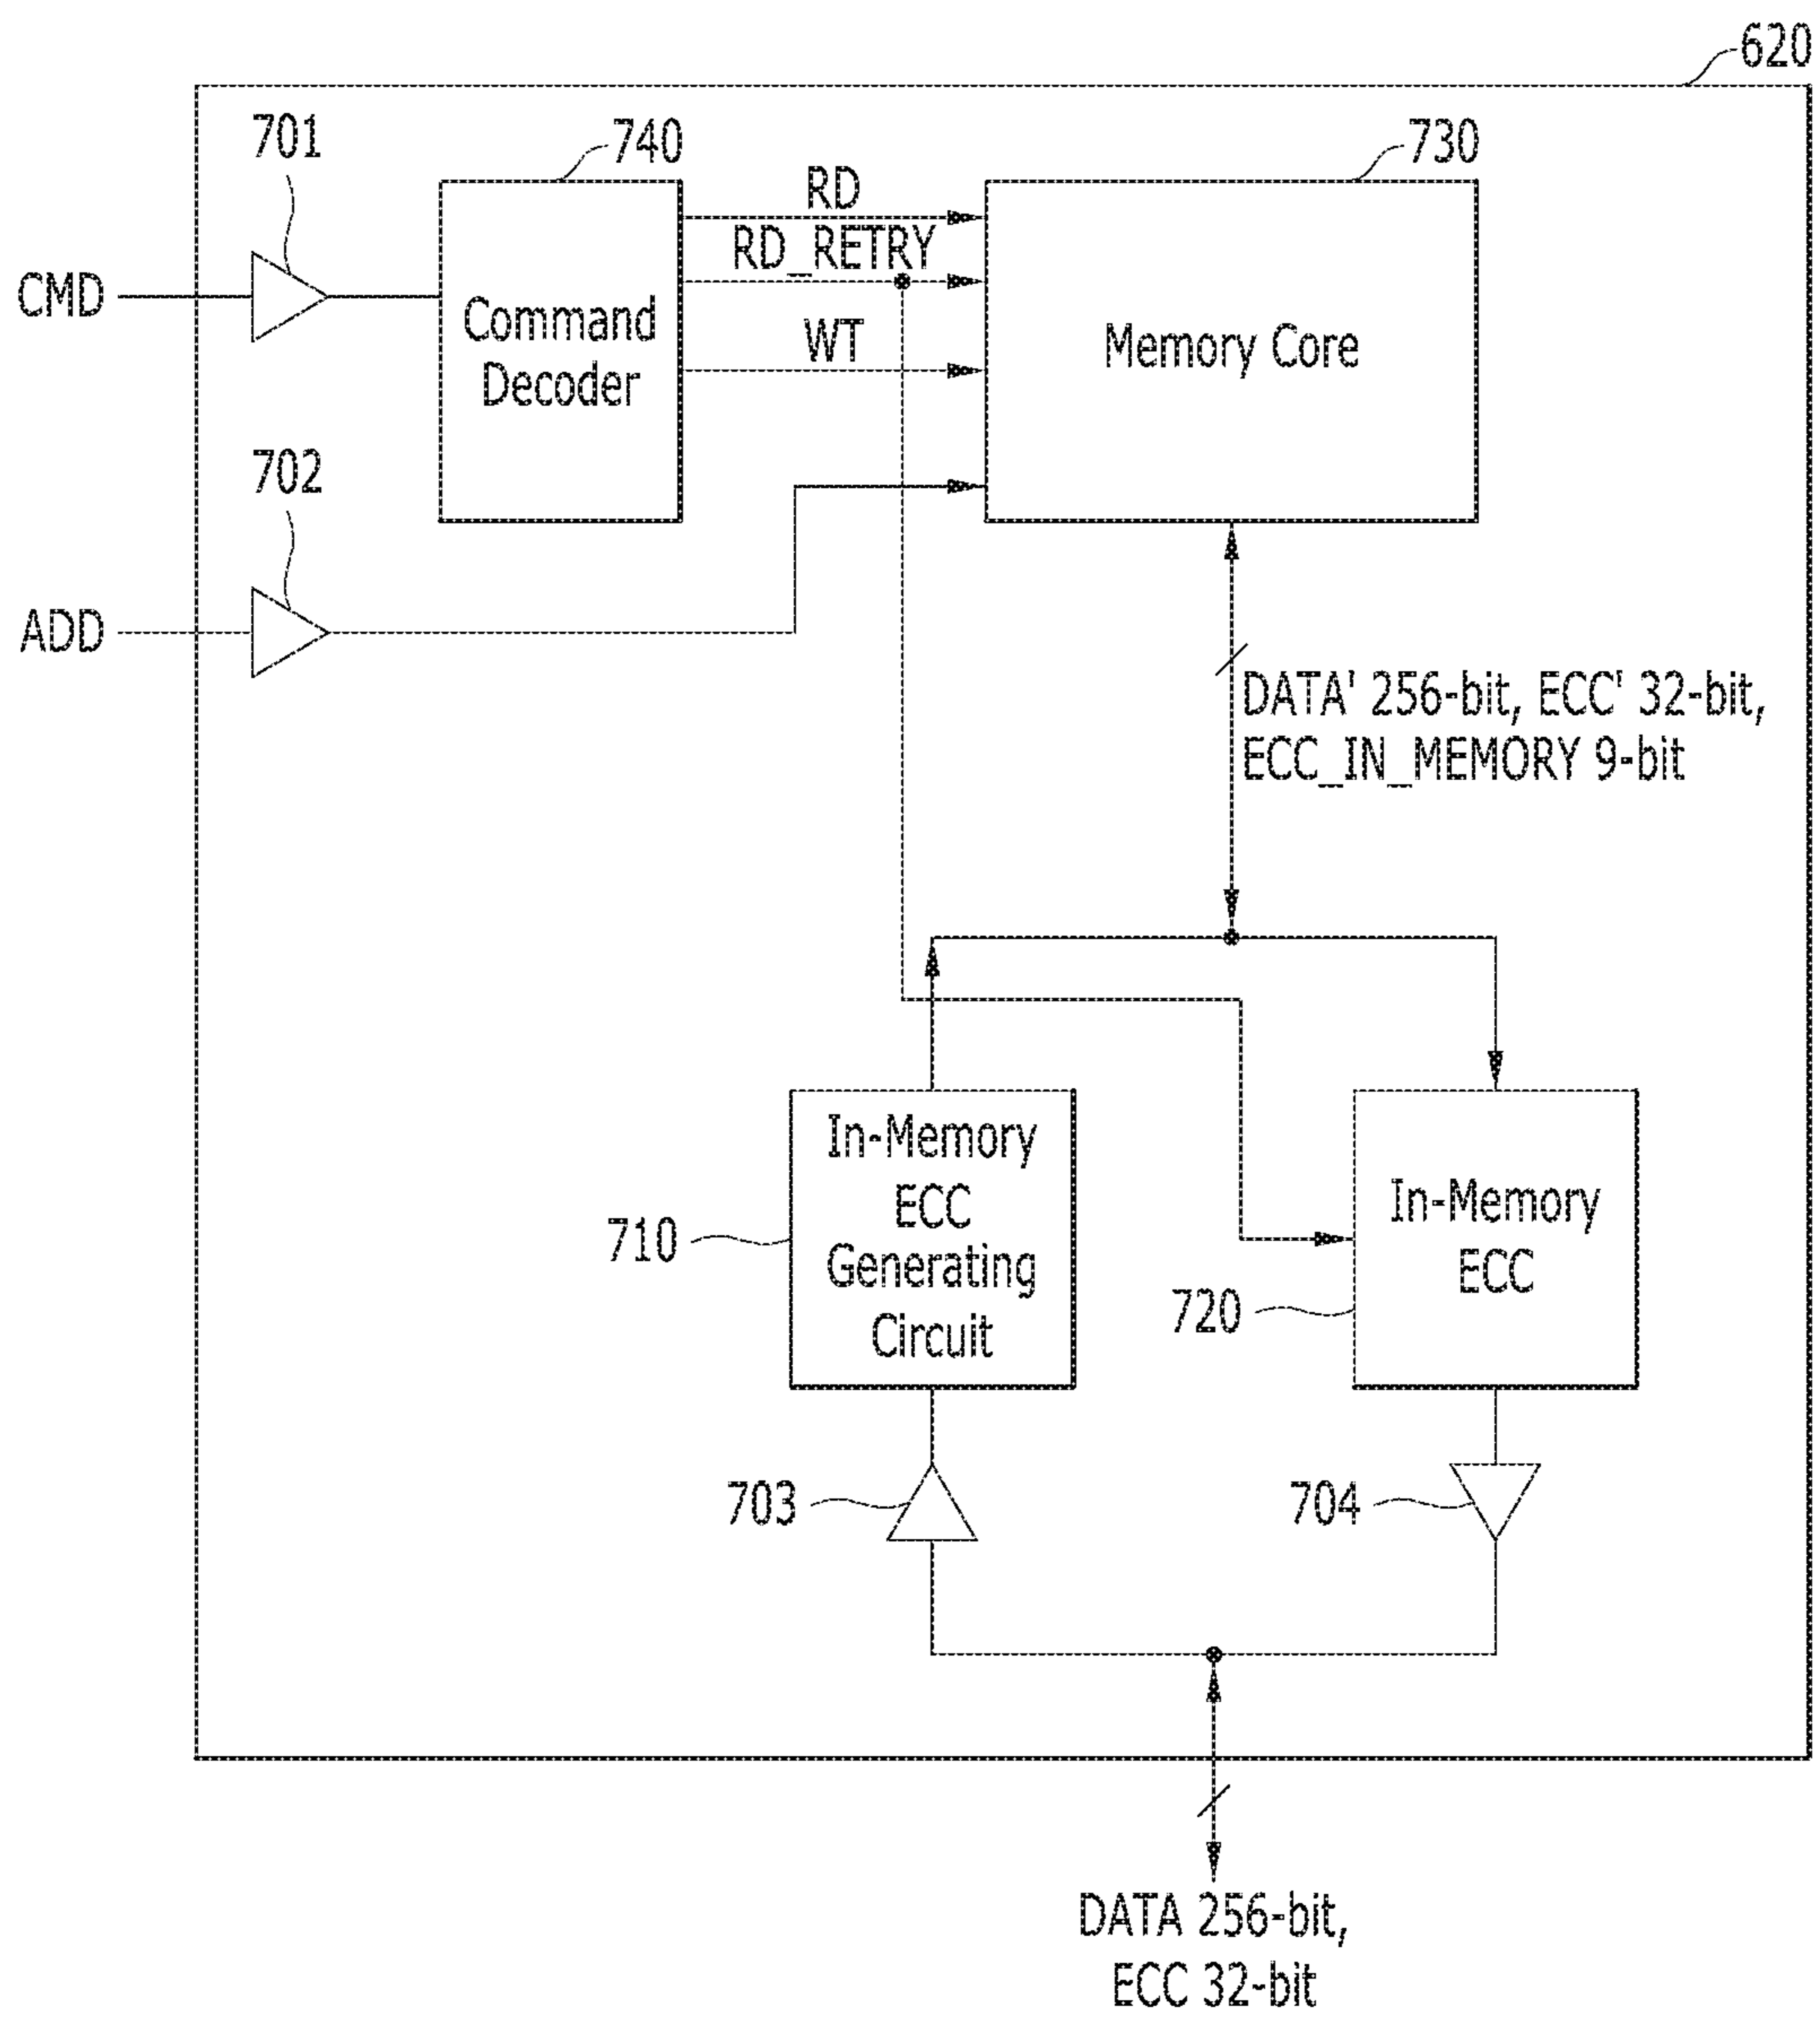 620
701
740
730
RD
RD_RETRY
CMD
Command
Decoder
WT
Memory Core
702
ADD
DATA' 256-bit, ECC' 32-bit,
ECC_IN_MEMORY 9-bit
In-Memory
ECC
Generating
Circuit
710
In-Memory
ECC
720
703
704
DATA 256-bit,
ECC 32-bit